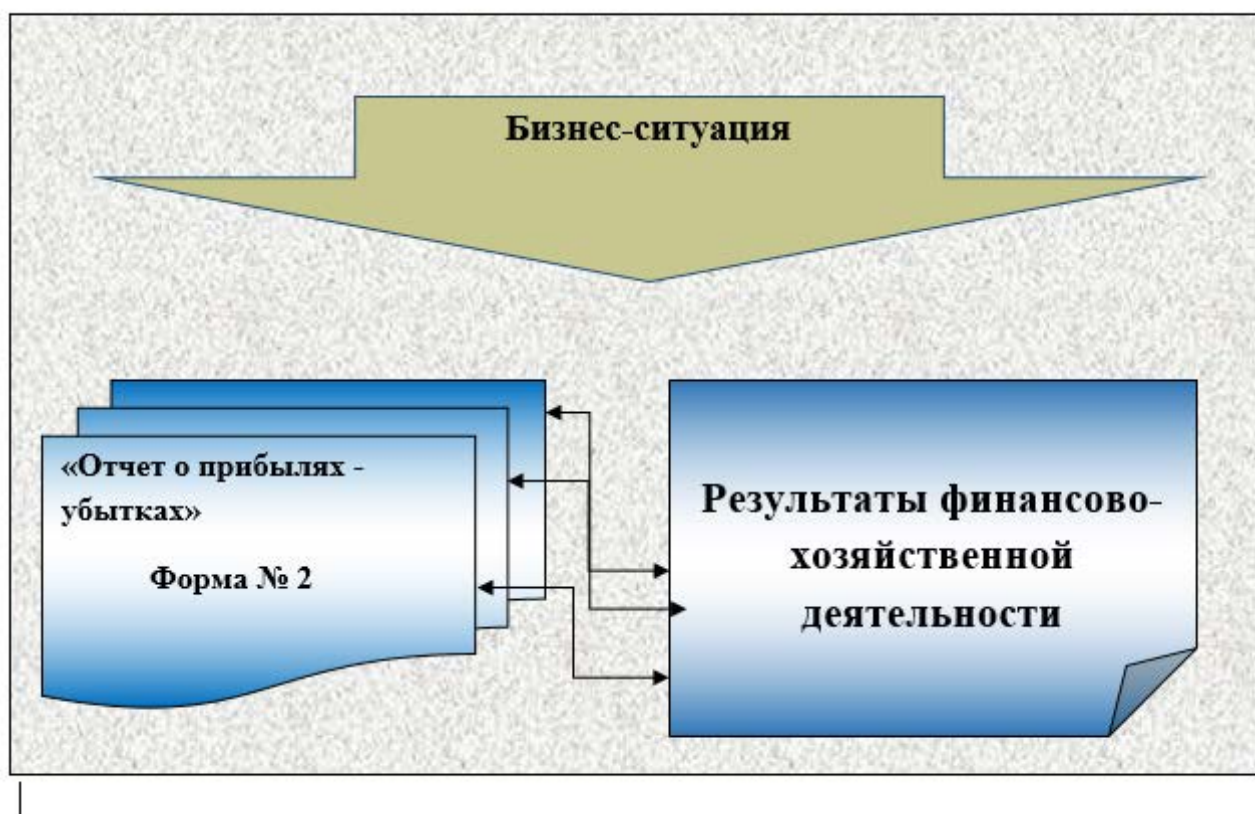 Бизнес-ситуация
«Отчет о прибылях -
убытках»
Форма № 2
Результаты финансово-
хозяйственной
деятельности